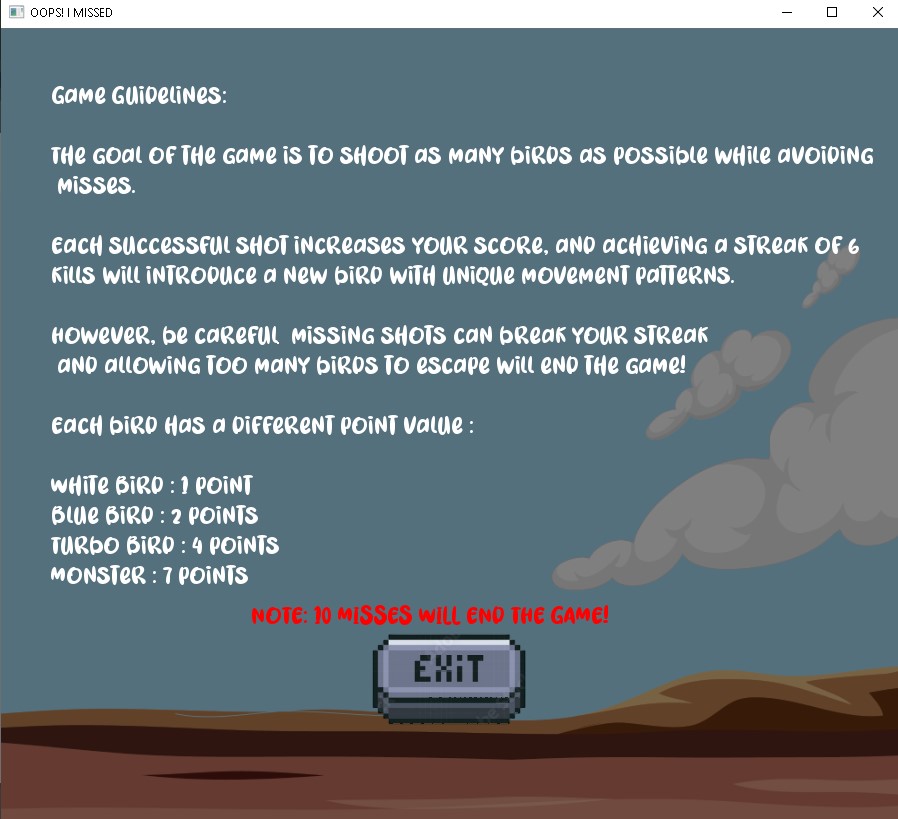 OOPS! I MISSED
Game Guidelines:
The goal of the game is to shoot as many birds as possible while avoiding
misses.
Each successful shot increases your score, and achieving a streak of 6
kills will introduce a new bird with unique movement patterns.
However, be careful missing shots can break your streak
and allowing too many birds to escape will end the game!
Each bird has a different point value :
White Bird : 1 point
Blue Bird : 2 points
Turbo Bird : 4 points
Monster : 7 points
NOTE: 10 MISSES WILL END THE GAME!
EXIT